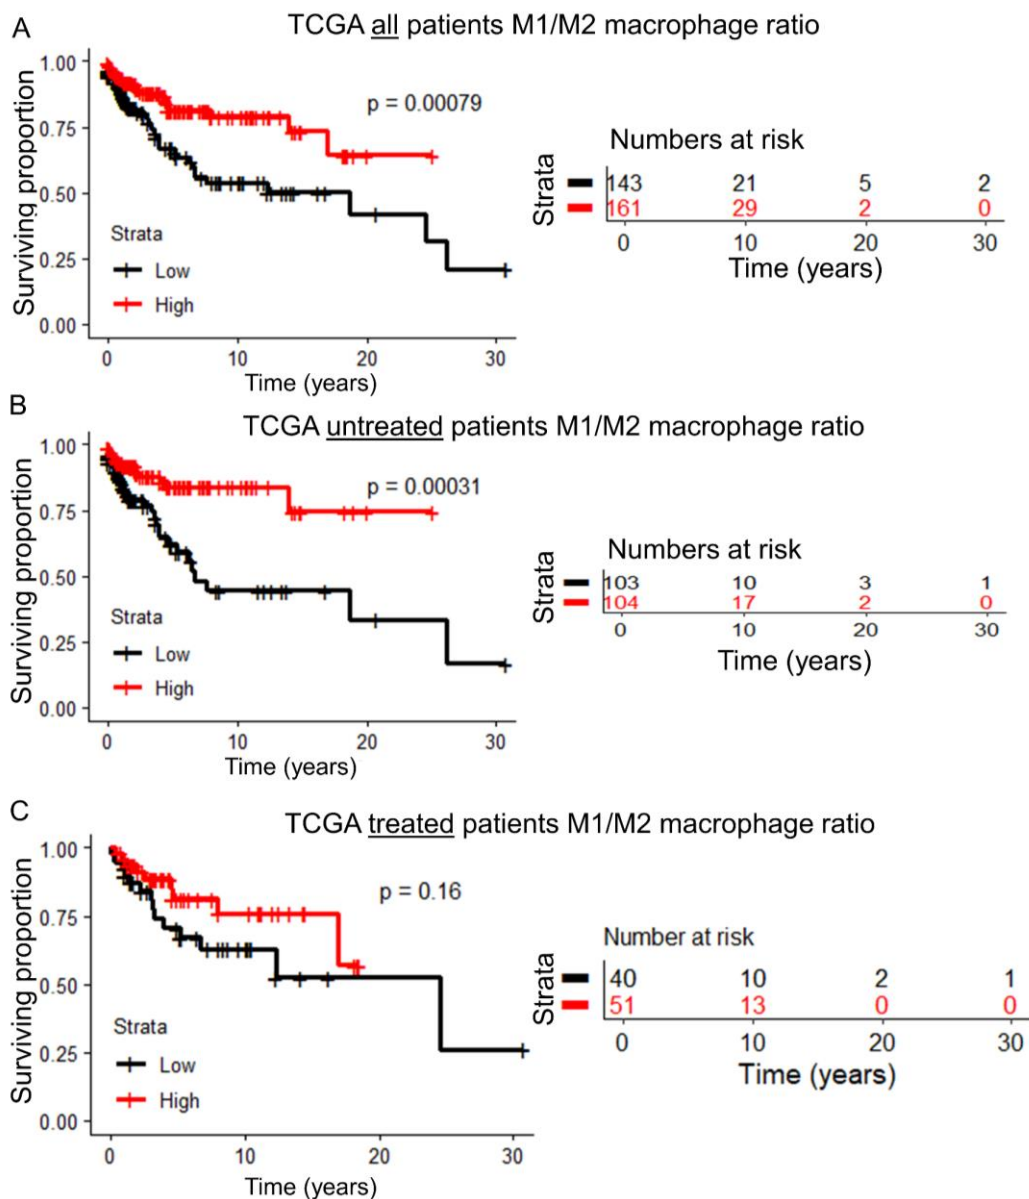 A
TCGA all patients M1/M2 macrophage ratio
Surviving proportion
1.00
0.75
0.50
0.25
0.00
p = 0.00079
Strata
Low
High
0 10 20 30
Time (years)
Numbers at risk
Strata
143 21 5 2
161 29 2 0
0 10 20 30
Time (years)
B
TCGA untreated patients M1/M2 macrophage ratio
Surviving proportion
1.00
0.75
0.50
0.25
0.00
p = 0.00031
Strata
Low
High
0 10 20 30
Time (years)
Numbers at risk
Strata
103 10 3 1
104 17 2 0
0 10 20 30
Time (years)
C
TCGA treated patients M1/M2 macrophage ratio
Surviving proportion
1.00
0.75
0.50
0.25
0.00
p = 0.16
Strata
Low
High
0 10 20 30
Time (years)
Number at risk
Strata
40 10 2 1
51 13 0 0
0 10 20 30
Time (years)